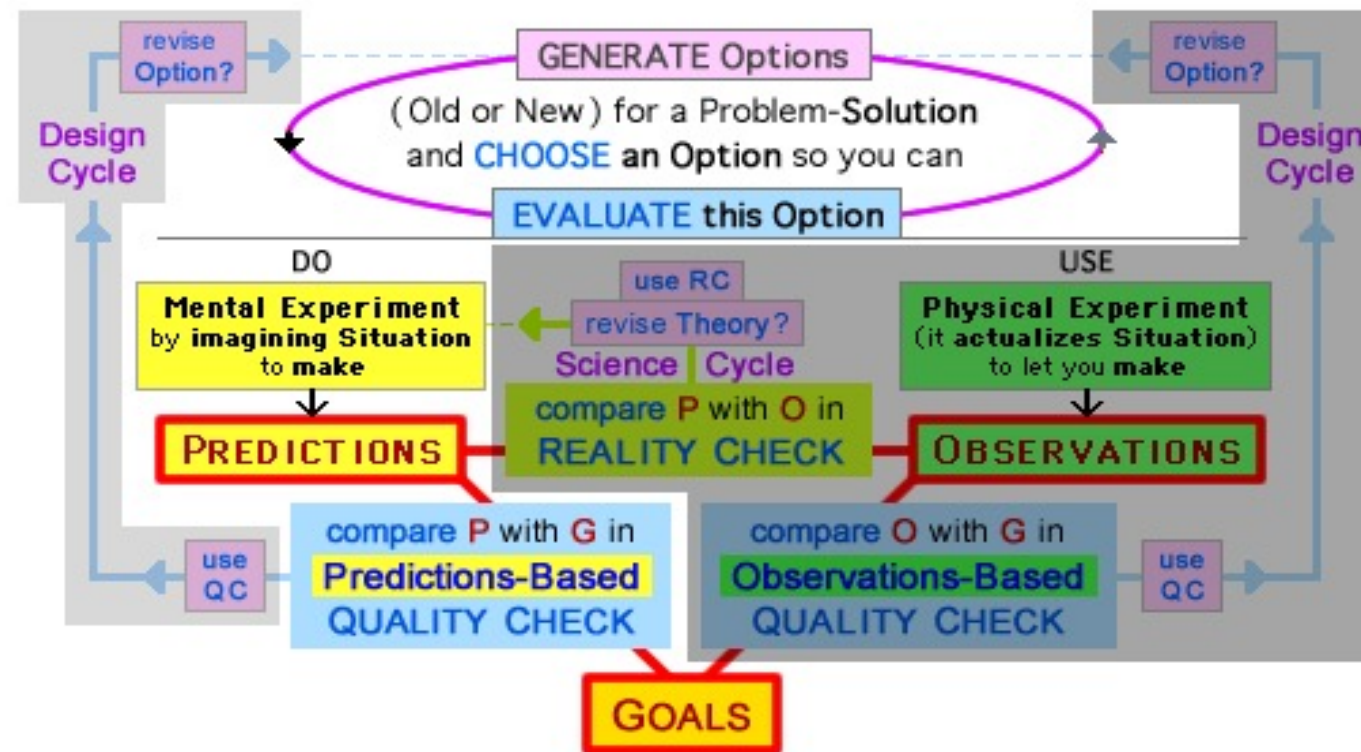 revise
Option?
GENERATE Options
revise
Option?
(Old or New) for a Problem-Solution
and CHOOSE an Option so you can
Design
Cycle
Design
Cycle
EVALUATE this Option
DO
USE
Mental Experiment
by imagining Situation
to make
use RC
revise Theory?
Science Cycle
Physical Experiment
(it actualizes Situation)
to let you make
PREDICTIONS
compare P with O in
REALITY CHECK
OBSERVATIONS
use
QC
compare P with G in
Predictions-Based
QUALITY CHECK
compare O with G in
Observations-Based
QUALITY CHECK
use
QC
GOALS